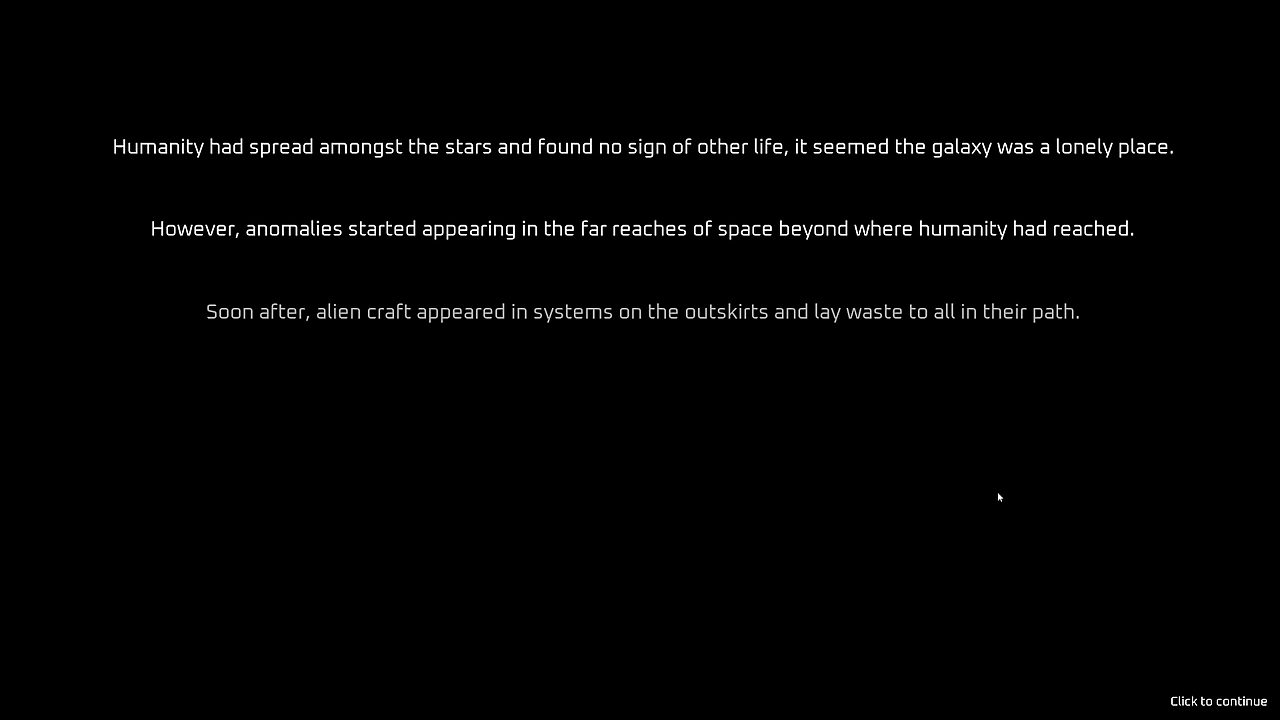 Humanity had spread amongst the stars and found no sign of other life, it seemed the galaxy was a lonely place.
However, anomalies started appearing in the far reaches of space beyond where humanity had reached.
Soon after, alien craft appeared in systems on the outskirts and lay waste to all in their path.
Click to continue